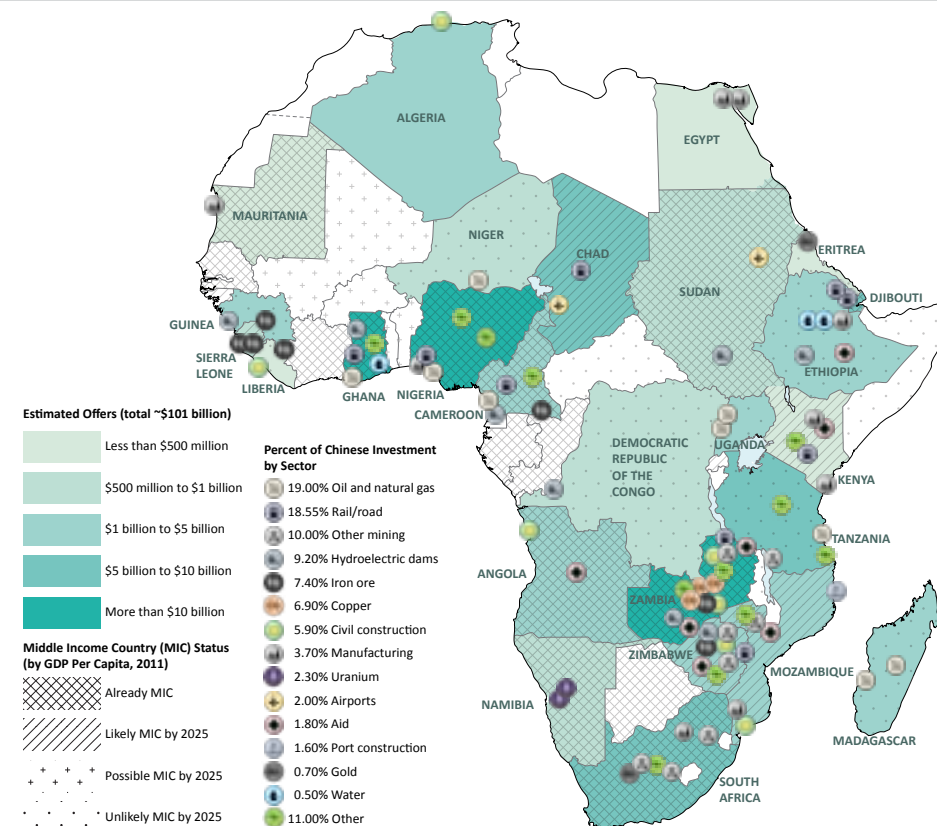 ALGERIA
EGYPT
MAURITANIA
NIGER
CHAD
ERITREA
SUDAN
DJIBOUTI
GUINEA
SIERRA
LEONE
ETHIOPIA
LIBERIA
GHANA
NIGERIA
CAMEROON
UGANDA
DEMOCRATIC
REPUBLIC
OF THE
CONGO
KENYA
TANZANIA
ANGOLA
ZAMBIA
ZIMBABWE
MOZAMBIQUE
NAMIBIA
MADAGASCAR
SOUTH
AFRICA
Estimated Offers (total ~$101 billion)
Less than $500 million
$500 million to $1 billion
$1 billion to $5 billion
$5 billion to $10 billion
More than $10 billion
Middle Income Country (MIC) Status
(by GDP Per Capita, 2011)
Already MIC
Likely MIC by 2025
Possible MIC by 2025
Unlikely MIC by 2025
Percent of Chinese Investment
by Sector
19.00% Oil and natural gas
18.55% Rail/road
10.00% Other mining
9.20% Hydroelectric dams
7.40% Iron ore
6.90% Copper
5.90% Civil construction
3.70% Manufacturing
2.30% Uranium
2.00% Airports
1.80% Aid
1.60% Port construction
0.70% Gold
0.50% Water
11.00% Other